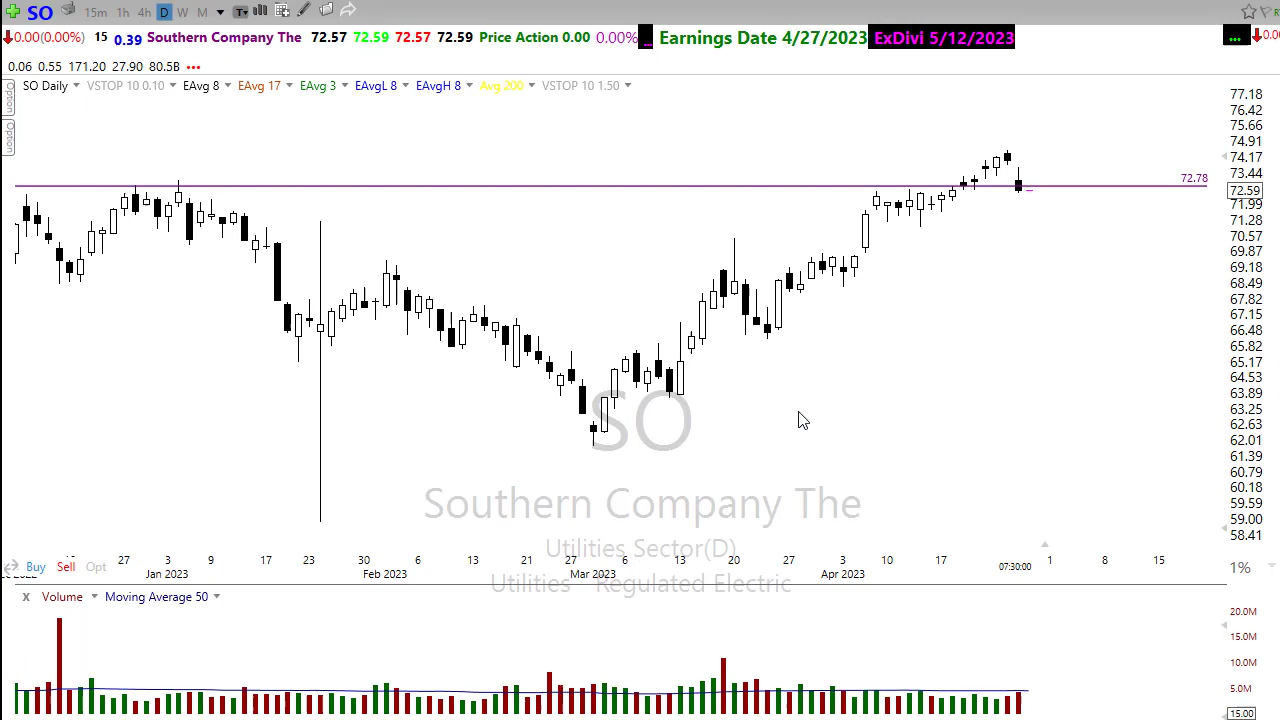 SO 15m 1h 4h D W M T
0.00(0.00%) 15 0.39 Southern Company The 72.57 72.59 72.57 72.59 Price Action 0.00 0.00% ... Earnings Date 4/27/2023 ExDivi 5/12/2023 ...
0.06 0.55 171.20 27.90 80.5B ...
SO Daily VSTOP 10 0.10 EAvg 8 EAvg 17 EAvg 3 EAvgL 8 EAvgH 8 Avg 200 VSTOP 10 1.50
Option
Option
77.18
76.42
75.66
74.91
74.17
73.44
72.78
72.59
71.99
71.28
70.57
69.87
69.18
68.49
67.82
67.15
66.48
65.82
65.17
64.53
63.89
63.25
62.63
62.01
61.39
60.79
60.18
59.59
59.00
58.41
SO
Southern Company The
Utilities Sector(D)
Utilities - Regulated Electric
27 3 9 17 23 30 6 13 21 27 6 13 20 27 3 10 17 1 8 15
Jan 2023 Feb 2023 Mar 2023 Apr 2023
07:30:00
Buy Sell Opt
1%
X Volume Moving Average 50
20.0M
15.0M
10.0M
5.0M
15.00